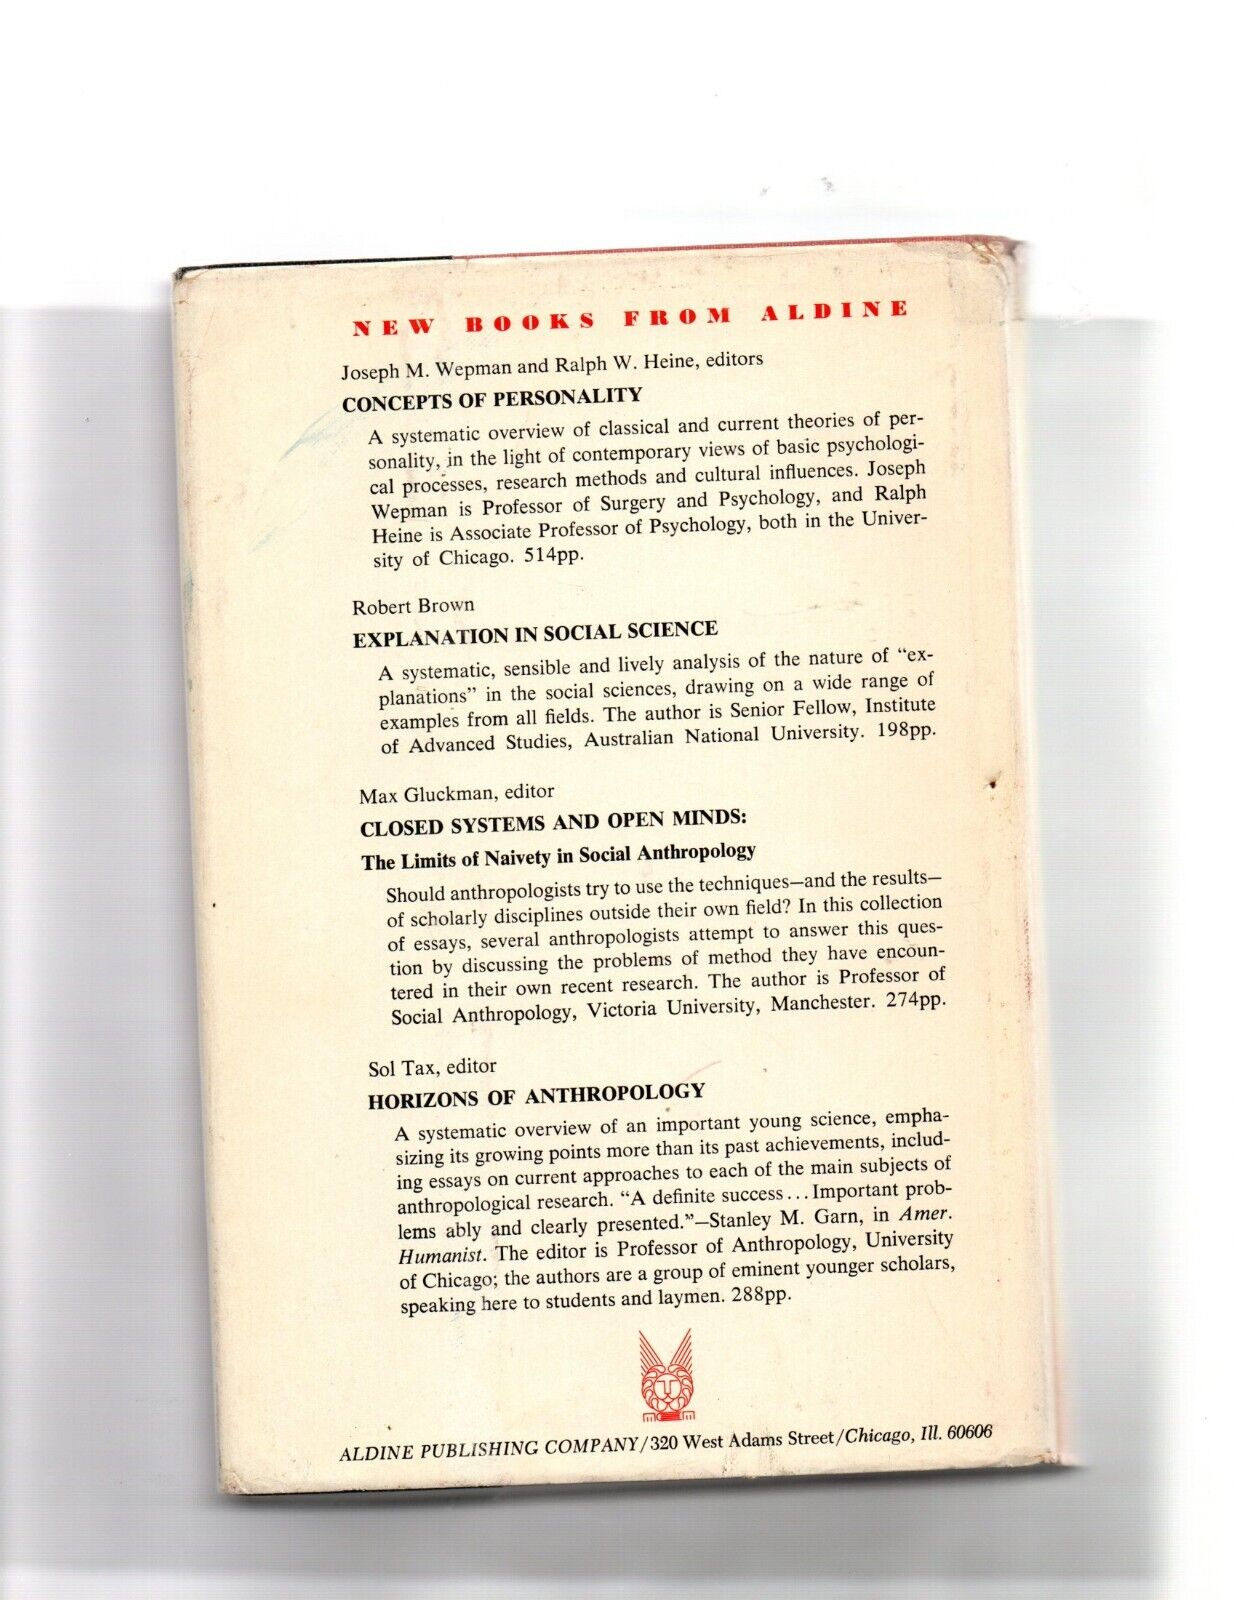 NEW BOOKS FROM ALDINE
Joseph M. Wepman and Ralph W. Heine, editors
CONCEPTS OF PERSONALITY
A systematic overview of classical and current theories of per-
sonality, in the light of contemporary views of basic psychologi-
cal processes, research methods and cultural influences. Joseph
Wepman is Professor of Surgery and Psychology, and Ralph
Heine is Associate Professor of Psychology, both in the Univer-
sity of Chicago. 514pp.
Robert Brown
EXPLANATION IN SOCIAL SCIENCE
A systematic, sensible and lively analysis of the nature of “ex-
planations” in the social sciences, drawing on a wide range of
examples from all fields. The author is Senior Fellow, Institute
of Advanced Studies, Australian National University. 198pp.
Max Gluckman, editor
CLOSED SYSTEMS AND OPEN MINDS:
The Limits of Naivety in Social Anthropology
Should anthropologists try to use the techniques—and the results—
of scholarly disciplines outside their own field? In this collection
of essays, several anthropologists attempt to answer this ques-
tion by discussing the problems of method they have encoun-
tered in their own recent research. The author is Professor of
Social Anthropology, Victoria University, Manchester. 274pp.
Sol Tax, editor
HORIZONS OF ANTHROPOLOGY
A systematic overview of an important young science, empha-
sizing its growing points more than its past achievements, includ-
ing essays on current approaches to each of the main subjects of
anthropological research. “A definite success...Important prob-
lems ably and clearly presented.”—Stanley M. Garn, in Amer.
Humanist. The editor is Professor of Anthropology, University
of Chicago; the authors are a group of eminent younger scholars,
speaking here to students and laymen. 288pp.
ALDINE PUBLISHING COMPANY/320 West Adams Street/Chicago, Ill. 60606